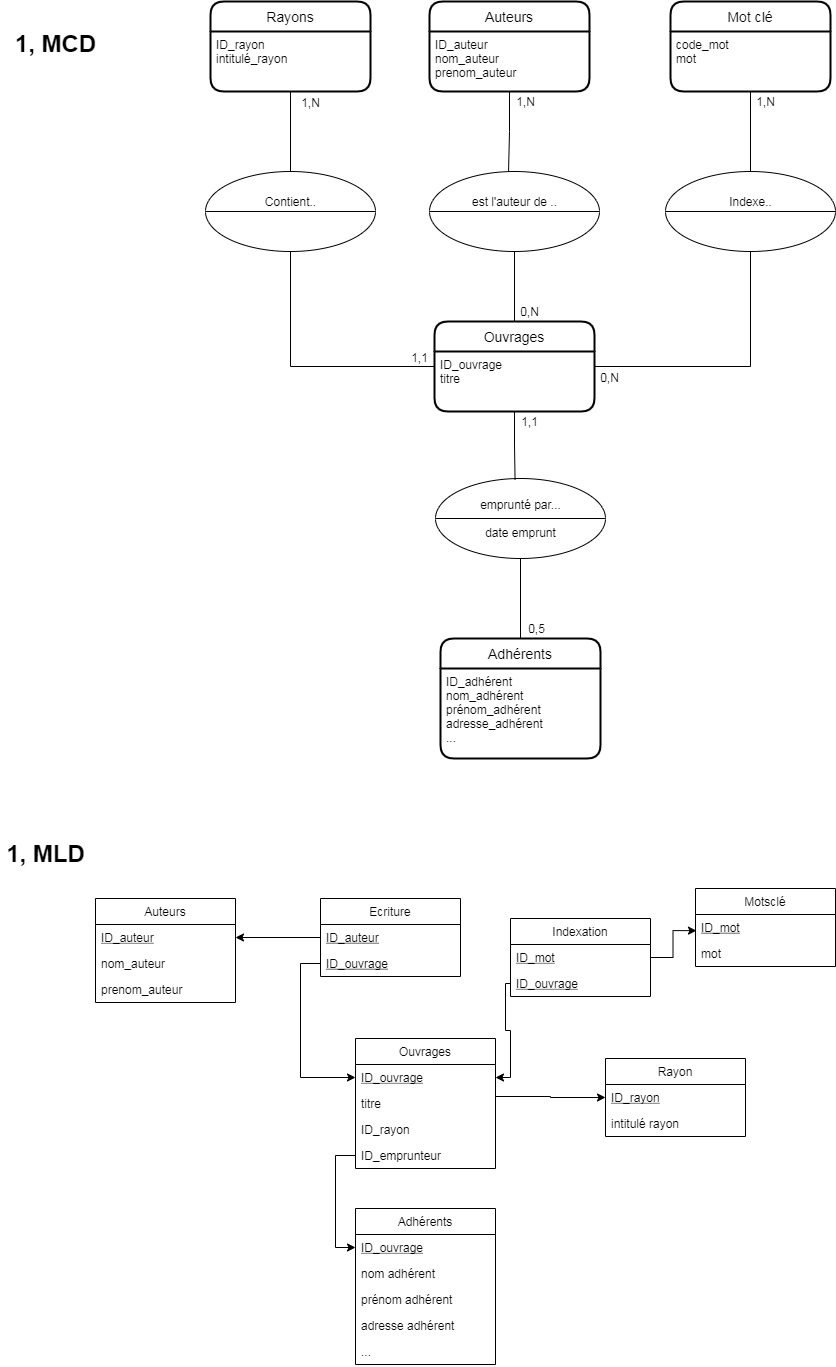 1, MCD
Rayons
ID_rayon
intitulé_rayon
Auteurs
ID_auteur
nom_auteur
prenom_auteur
Mot clé
code_mot
mot
1,N
1,N
1,N
Contient..
est l'auteur de ..
Indexe..
0,N
1,1
Ouvrages
ID_ouvrage
titre
0,N
1,1
emprunté par...
date emprunt
0,5
Adhérents
ID_adhérent
nom_adhérent
prénom_adhérent
adresse_adhérent
...
1, MLD
Auteurs
ID_auteur
nom_auteur
prenom_auteur
Ecriture
ID_auteur
ID_ouvrage
Indexation
ID_mot
ID_ouvrage
Motsclé
ID_mot
mot
Ouvrages
ID_ouvrage
titre
ID_rayon
ID_emprunteur
Rayon
ID_rayon
intitulé rayon
Adhérents
ID_ouvrage
nom adhérent
prénom adhérent
adresse adhérent
...